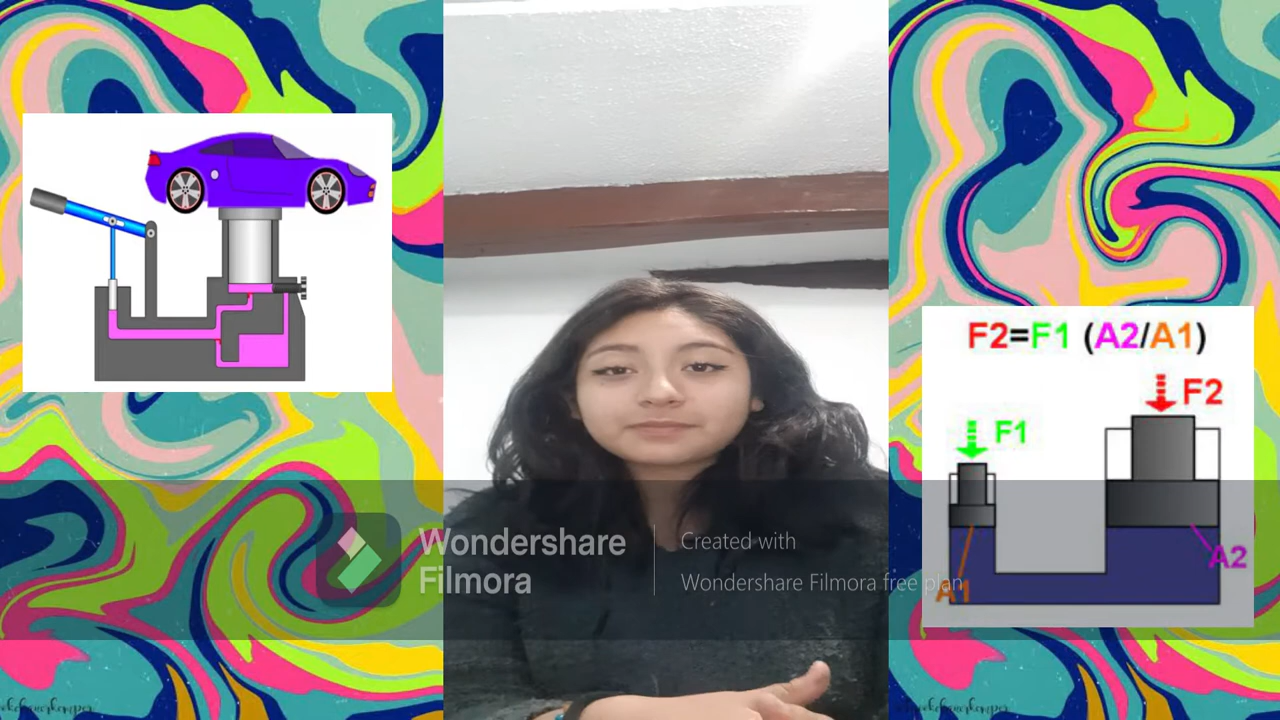 F2=F1 (A2/A1)
F2
F1
A2
A1
Wondershare
Filmora
Created with
Wondershare Filmora free plan